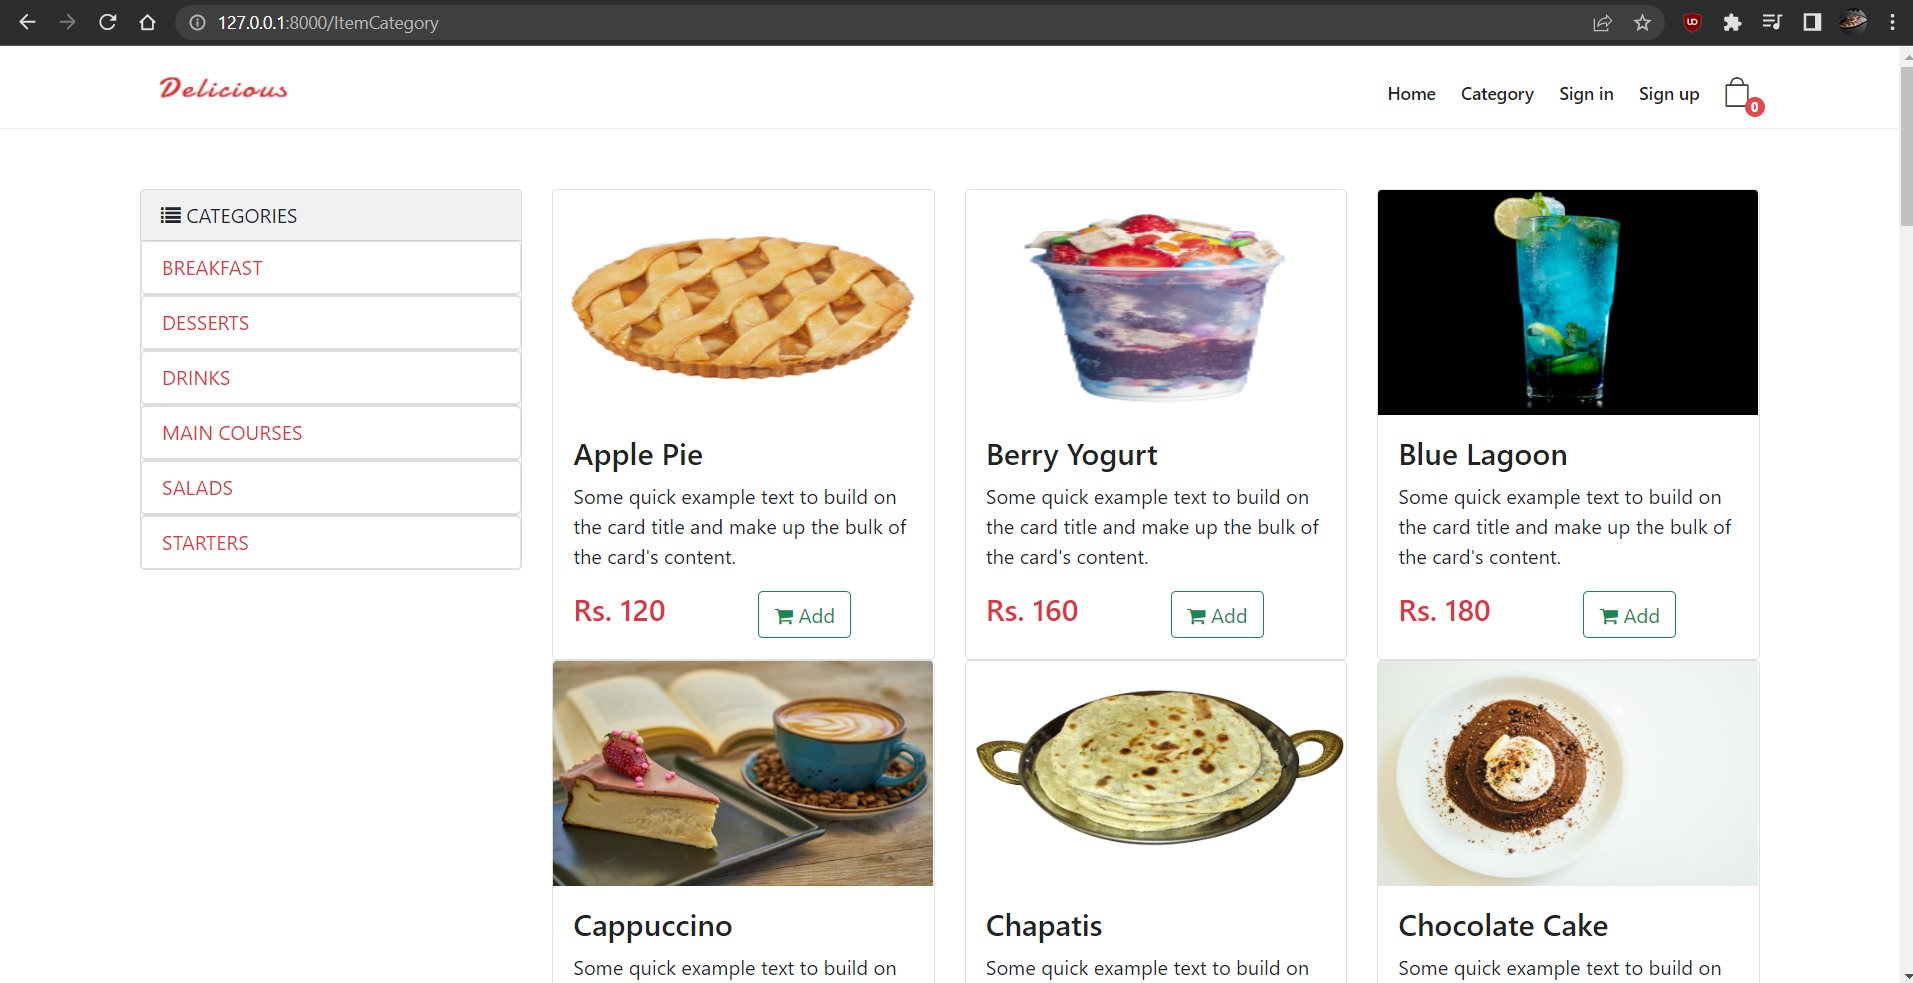 127.0.0.1:8000/ItemCategory
Delicious
Home Category Sign in Sign up 0
CATEGORIES
BREAKFAST
DESSERTS
DRINKS
MAIN COURSES
SALADS
STARTERS
Apple Pie
Some quick example text to build on
the card title and make up the bulk of
the card's content.
Rs. 120 Add
Berry Yogurt
Some quick example text to build on
the card title and make up the bulk of
the card's content.
Rs. 160 Add
Blue Lagoon
Some quick example text to build on
the card title and make up the bulk of
the card's content.
Rs. 180 Add
Cappuccino
Some quick example text to build on
Chapatis
Some quick example text to build on
Chocolate Cake
Some quick example text to build on